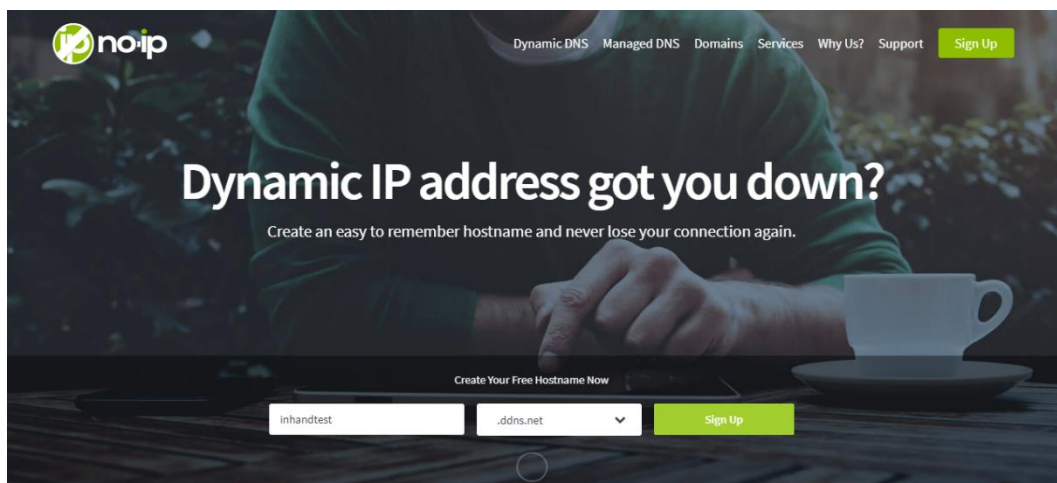 no-ip
Dynamic DNS Managed DNS Domains Services Why Us? Support Sign Up
Dynamic IP address got you down?
Create an easy to remember hostname and never lose your connection again.
Create Your Free Hostname Now
inhandtest .ddns.net Sign Up